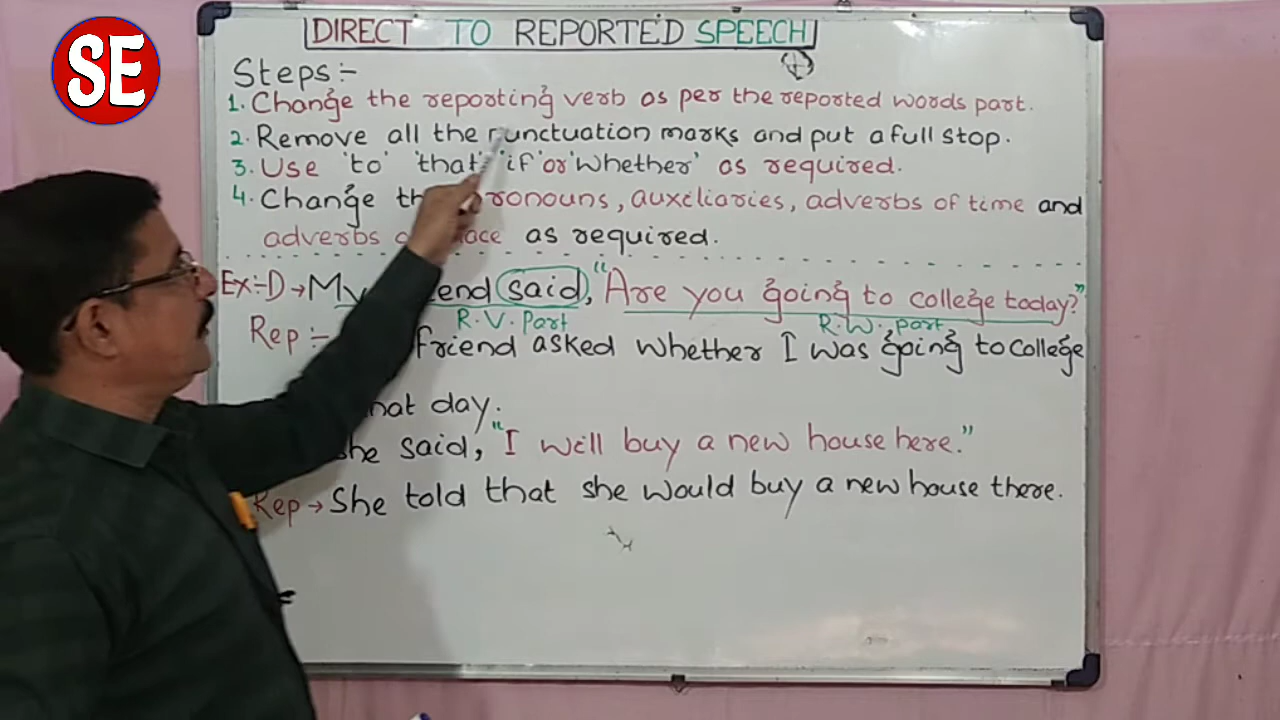 SE
DIRECT TO REPORTED SPEECH
Steps:-
1. Change the reporting verb as per the reported words part.
2. Remove all the punctuation marks and put a full stop.
3. Use 'to' 'that' 'if' or 'whether' as required.
4. Change the pronouns, auxiliaries, adverbs of time and
adverbs of place as required.
Ex:-D→ My friend said, "Are you going to college today?"
R.V. Part R.W. part
Rep:- friend asked whether I was going to college
that day.
she said, "I will buy a new house here."
Rep → She told that she would buy a new house there.